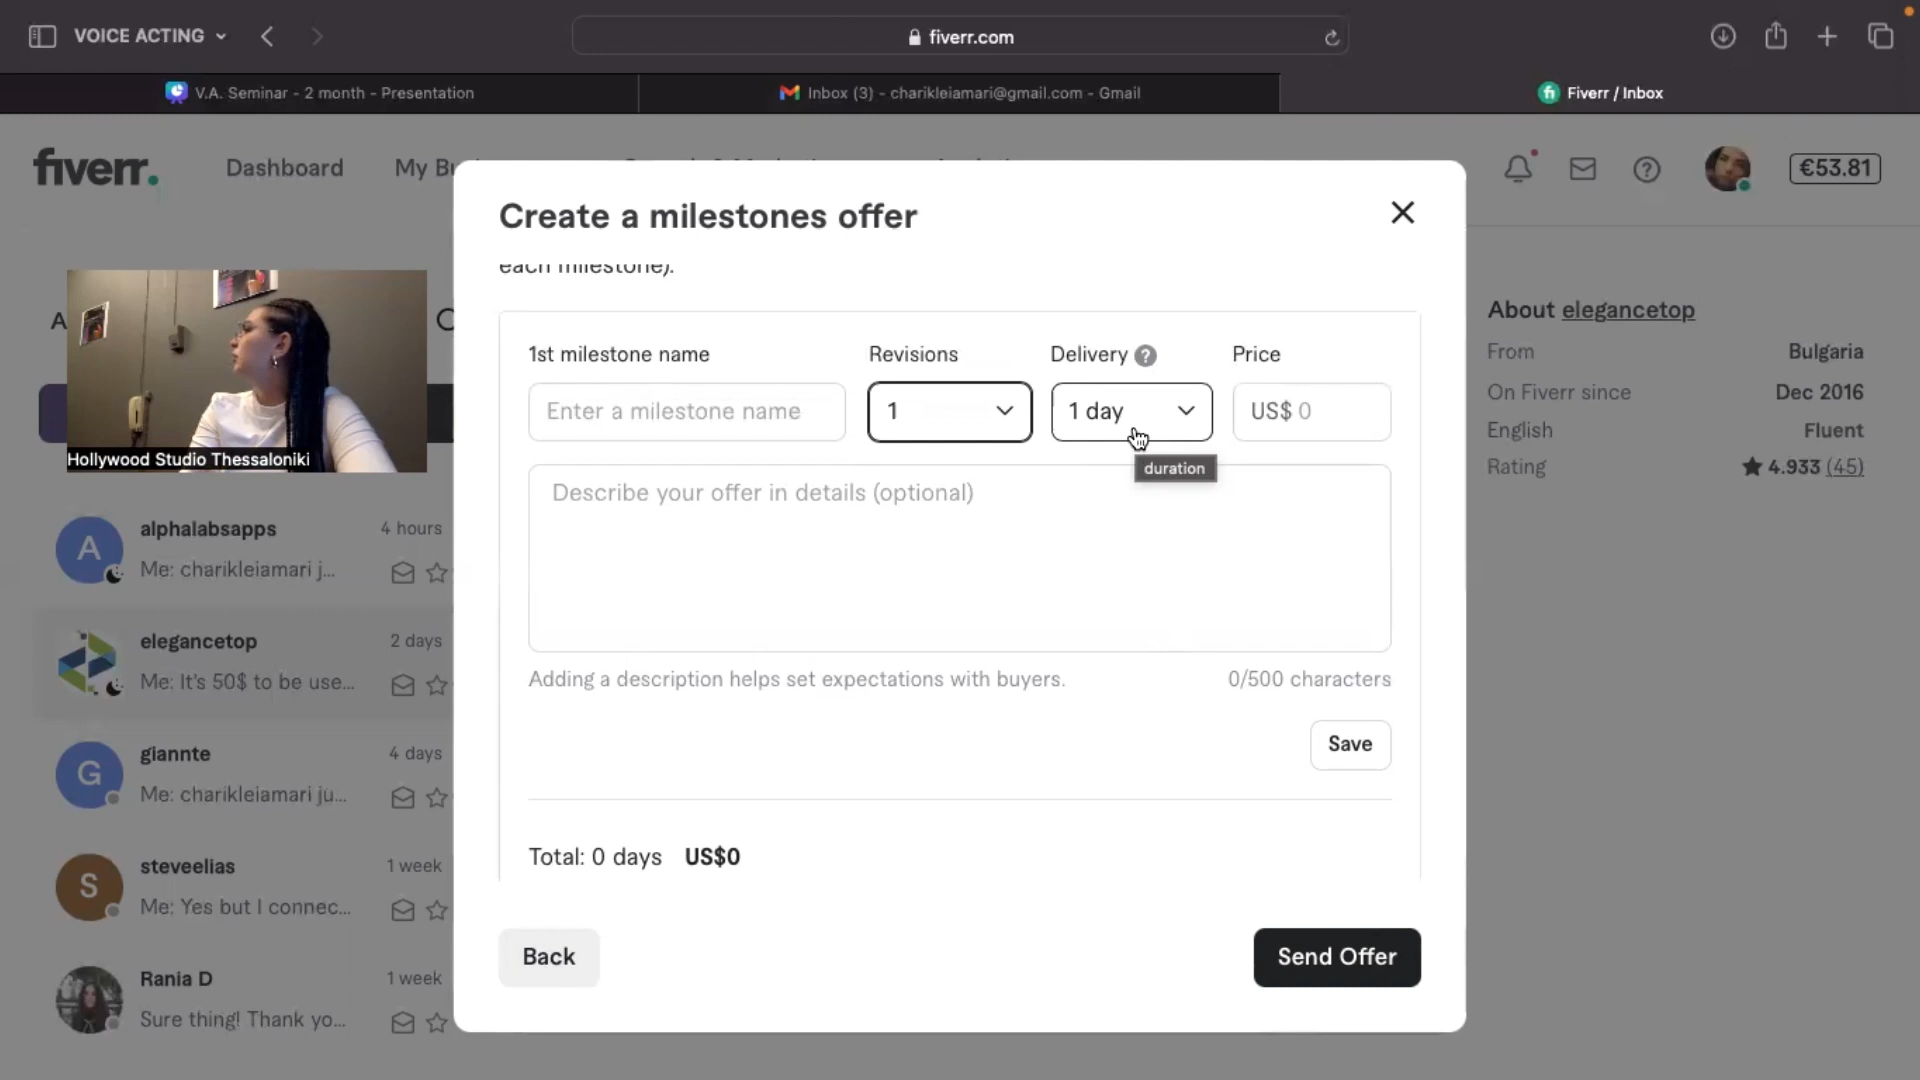 VOICE ACTING
fiverr.com
V.A. Seminar - 2 month - Presentation
Inbox (3) - charikleiamari@gmail.com - Gmail
Fiverr / Inbox
fiverr.
Dashboard
€53.81
Create a milestones offer
each milestone).
1st milestone name
Revisions
Delivery ?
Price
Enter a milestone name
1
1 day
US$ 0
duration
Describe your offer in details (optional)
Adding a description helps set expectations with buyers.
0/500 characters
Save
Total: 0 days US$0
Back
Send Offer
Hollywood Studio Thessaloniki
A
alphalabsapps
4 hours
Me: charikleiamari j...
elegancetop
2 days
Me: It's 50$ to be use...
G
giannte
4 days
Me: charikleiamari ju...
S
steveelias
1 week
Me: Yes but I connec...
Rania D
1 week
Sure thing! Thank yo...
About elegancetop
From
Bulgaria
On Fiverr since
Dec 2016
English
Fluent
Rating
4.933 (45)